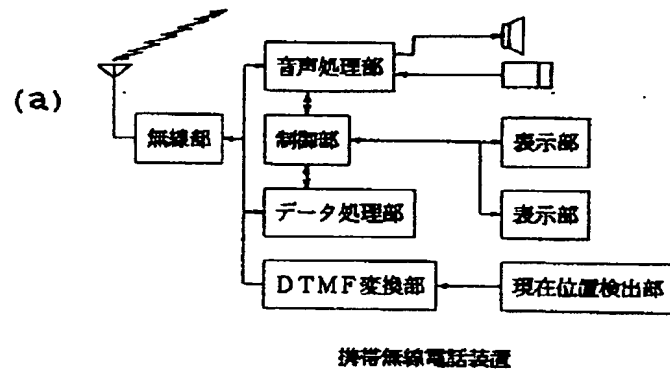 (a)
音声処理部
無線部
制御部
表示部
データ処理部
表示部
DTMF変換部
現在位置検出部
携帯無線電話装置